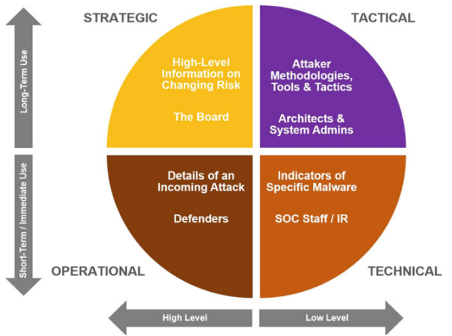 STRATEGIC
TACTICAL
Long-Term Use
High-Level
Information on
Changing Risk
The Board
Attaker
Methodologies,
Tools & Tactics
Architects &
System Admins
Short-Term / Immediate Use
Details of an
Incoming Attack
Defenders
Indicators of
Specific Malware
SOC Staff / IR
OPERATIONAL
TECHNICAL
High Level
Low Level